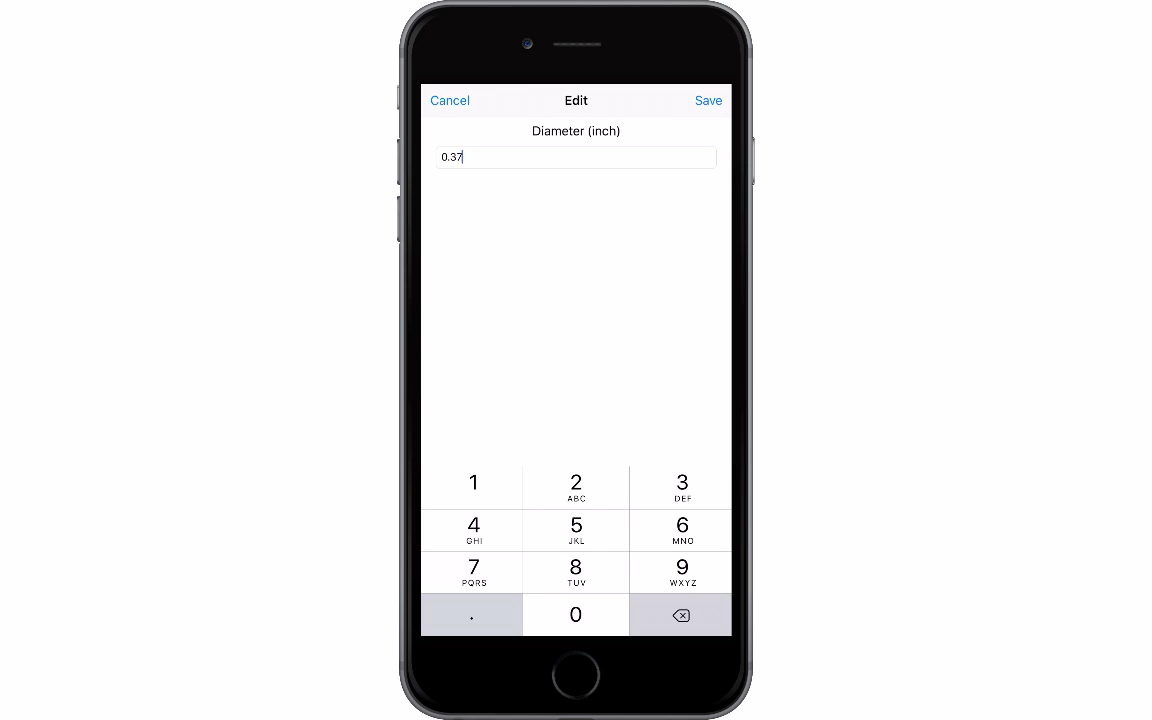 Cancel Edit Save
Diameter (inch)
0.37
1 2 3
ABC DEF
4 5 6
GHI JKL MNO
7 8 9
PQRS TUV WXYZ
. 0